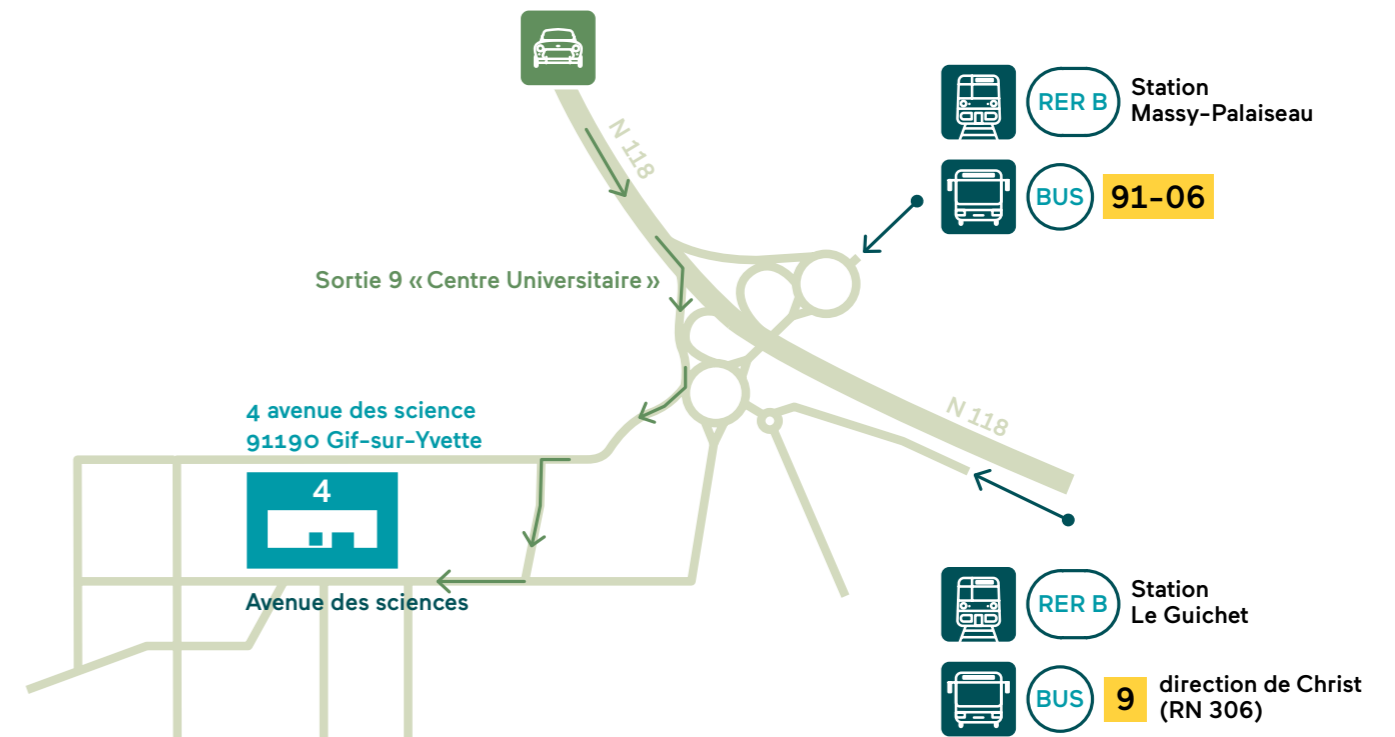 N 118
RER B
Station
Massy-Palaiseau
BUS
91-06
Sortie 9 « Centre Universitaire »
4 avenue des science
91190 Gif-sur-Yvette
4
N 118
Avenue des sciences
RER B
Station
Le Guichet
BUS
9
direction de Christ
(RN 306)